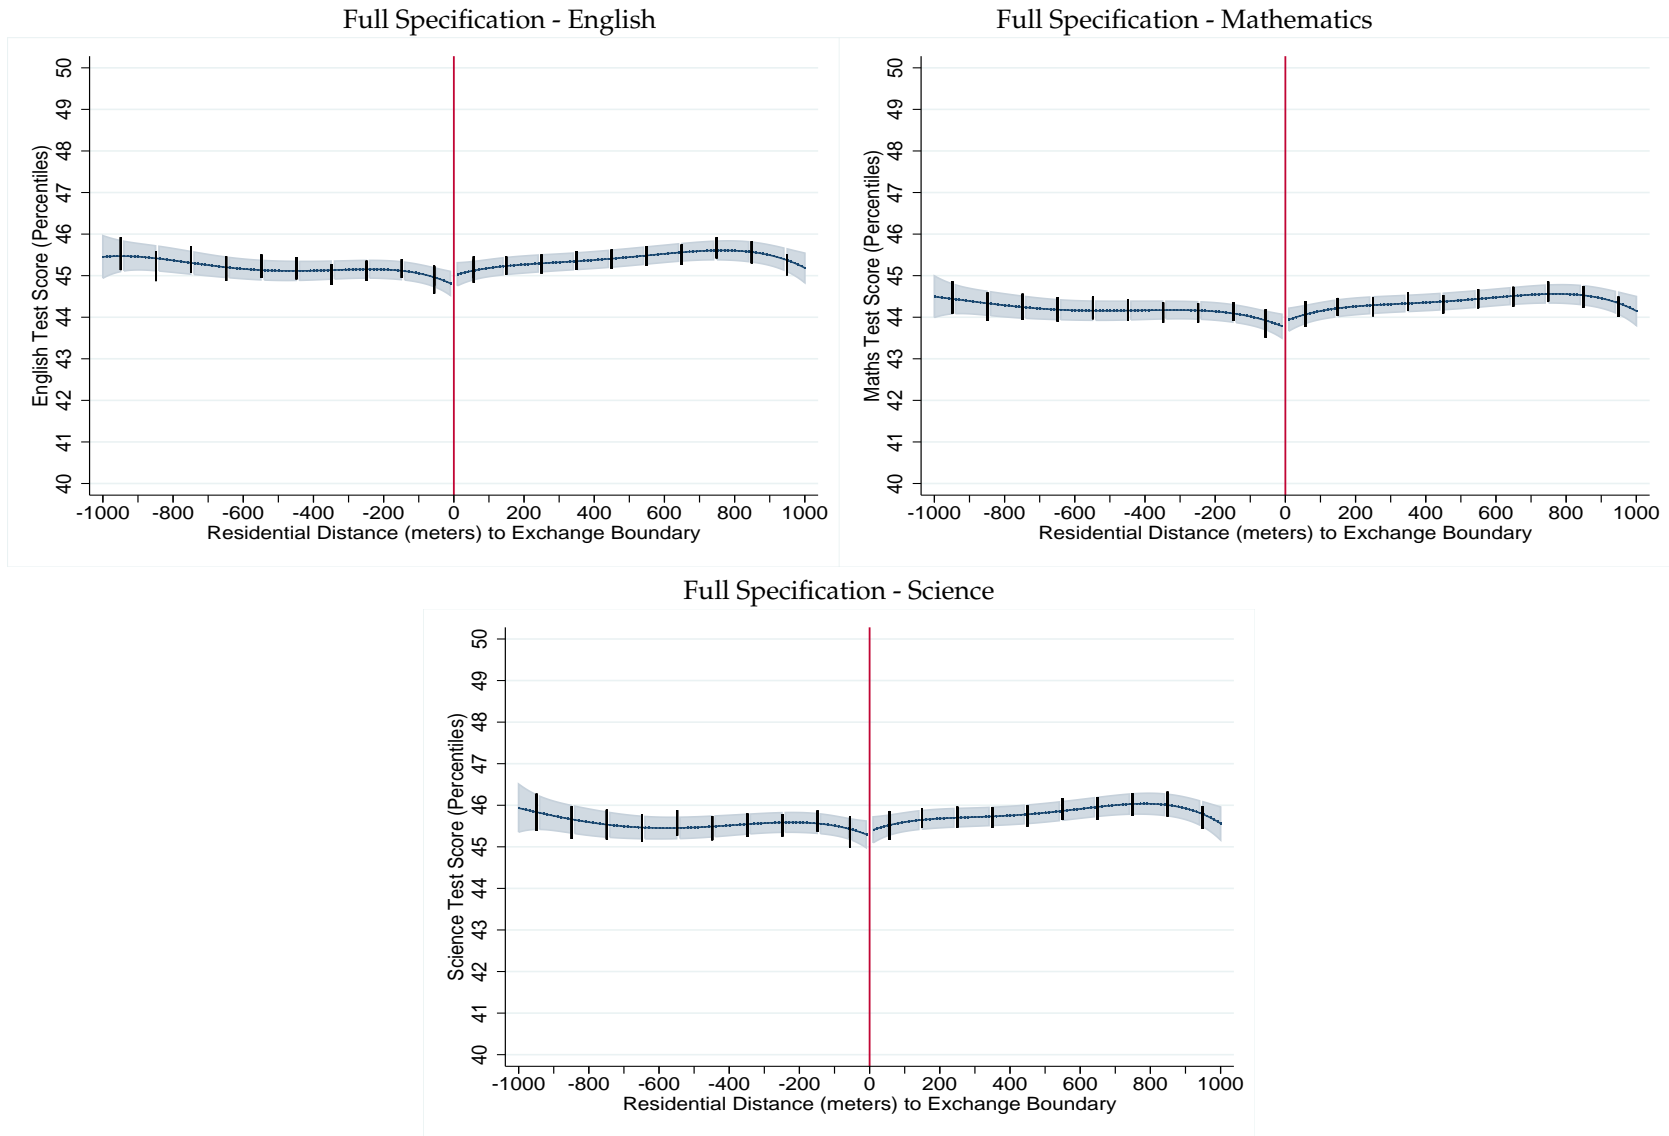 Full Specification - English
English Test Score (Percentiles)
50
49
48
47
46
45
44
43
42
41
40
-1000 -800 -600 -400 -200 0 200 400 600 800 1000
Residential Distance (meters) to Exchange Boundary
Full Specification - Mathematics
Maths Test Score (Percentiles)
50
49
48
47
46
45
44
43
42
41
40
-1000 -800 -600 -400 -200 0 200 400 600 800 1000
Residential Distance (meters) to Exchange Boundary
Full Specification - Science
Science Test Score (Percentiles)
50
49
48
47
46
45
44
43
42
41
40
-1000 -800 -600 -400 -200 0 200 400 600 800 1000
Residential Distance (meters) to Exchange Boundary